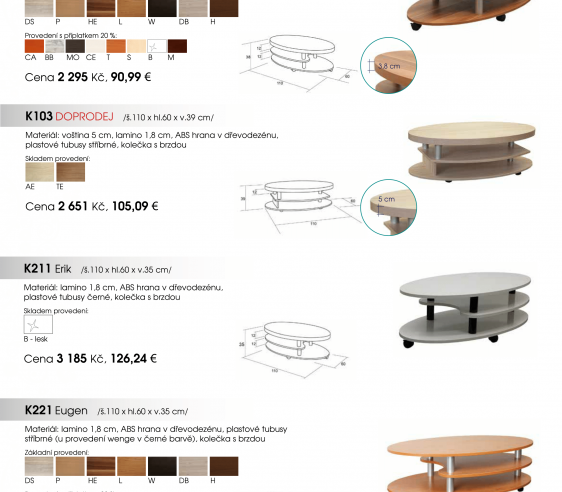 DS P HE L W DB H
Provedení s příplatkem 20 %:
CA BB MO CE T S B M
Cena 2 295 Kč, 90,99 €
3,8 cm
K103 DOPRODEJ /š.110 x hl.60 x v.39 cm/
Materiál: voština 5 cm, lamino 1,8 cm, ABS hrana v dřevodezénu,
plastové tubusy stříbrné, kolečka s brzdou
Skladem provedení:
AE TE
Cena 2 651 Kč, 105,09 €
5 cm
K211 Erik /š.110 x hl.60 x v.35 cm/
Materiál: lamino 1,8 cm, ABS hrana v dřevodezénu,
plastové tubusy černé, kolečka s brzdou
Skladem provedení:
B - lesk
Cena 3 185 Kč, 126,24 €
K221 Eugen /š.110 x hl.60 x v.35 cm/
Materiál: lamino 1,8 cm, ABS hrana v dřevodezénu, plastové tubusy
stříbrné (u provedení wenge v černé barvě), kolečka s brzdou
Základní provedení:
DS P HE L W DB H